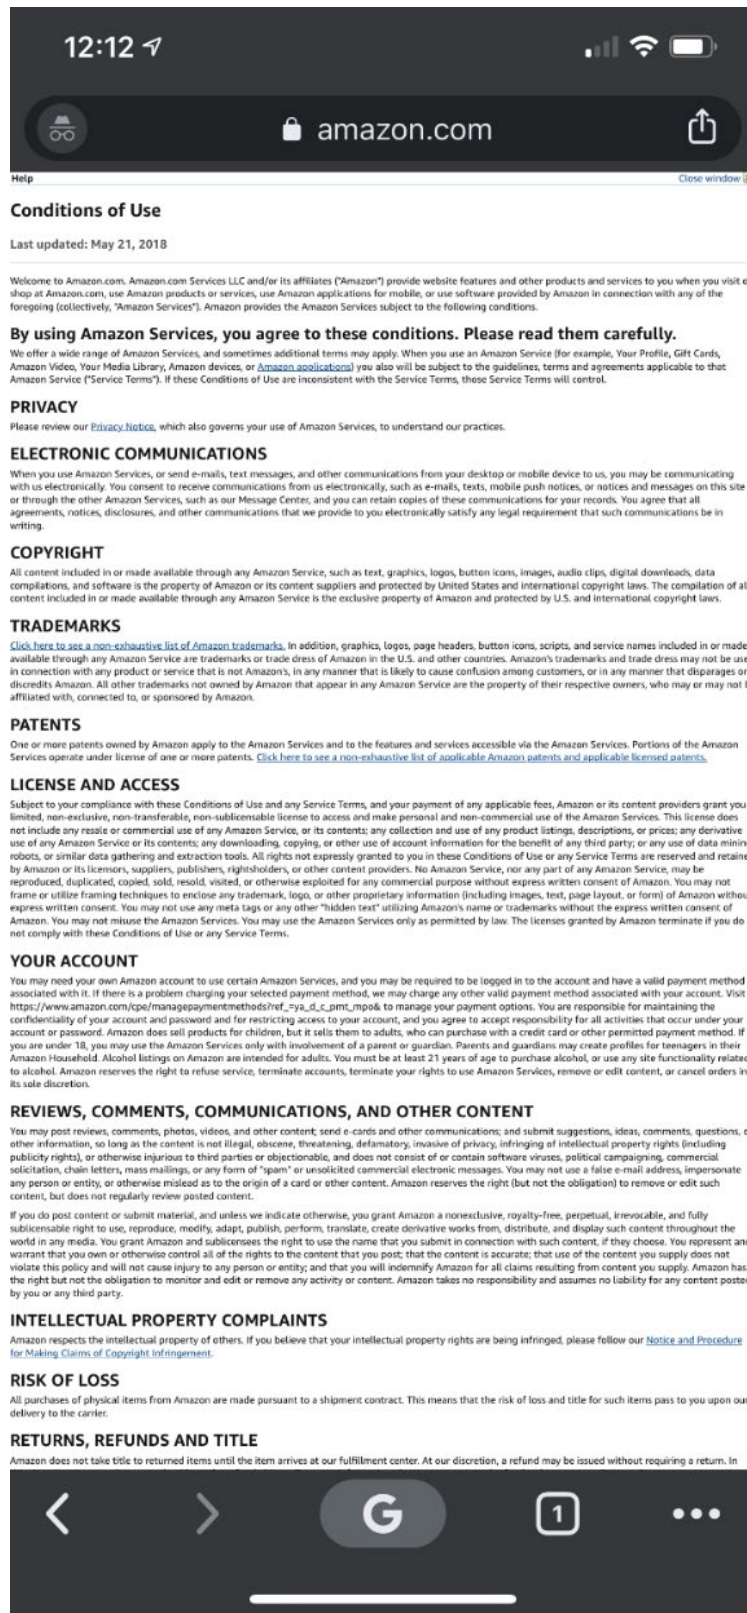 12:12
amazon.com
Help
Close window
Conditions of Use
Last updated: May 21, 2018
Welcome to Amazon.com. Amazon.com Services LLC and/or its affiliates ("Amazon") provide website features and other products and services to you when you visit
shop at Amazon.com, use Amazon products or services, use Amazon applications for mobile, or use software provided by Amazon in connection with any of the
foregoing (collectively, "Amazon Services"). Amazon provides the Amazon Services subject to the following conditions.
By using Amazon Services, you agree to these conditions. Please read them carefully.
We offer a wide range of Amazon Services, and sometimes additional terms may apply. When you use an Amazon Service (for example, Your Profile, Gift Cards,
Amazon Video, Your Media Library, Amazon devices, or Amazon applications) you also will be subject to the guidelines, terms and agreements applicable to that
Amazon Service ("Service Terms"). If these Conditions of Use are inconsistent with the Service Terms, those Service Terms will control.
PRIVACY
Please review our Privacy Notice, which also governs your use of Amazon Services, to understand our practices.
ELECTRONIC COMMUNICATIONS
When you use Amazon Services, or send e-mails, text messages, and other communications from your desktop or mobile device to us, you may be communicating
with us electronically. You consent to receive communications from us electronically, such as e-mails, texts, mobile push notices, or notices and messages on this site
or through the other Amazon Services, such as our Message Center, and you can retain copies of these communications for your records. You agree that all
agreements, notices, disclosures, and other communications that we provide to you electronically satisfy any legal requirement that such communications be in
writing.
COPYRIGHT
All content included in or made available through any Amazon Service, such as text, graphics, logos, button icons, images, audio clips, digital downloads, data
compilations, and software is the property of Amazon or its content suppliers and protected by United States and international copyright laws. The compilation of al
content included in or made available through any Amazon Service is the exclusive property of Amazon and protected by U.S. and international copyright laws.
TRADEMARKS
Click here to see a non-exhaustive list of Amazon trademarks. In addition, graphics, logos, page headers, button icons, scripts, and service names included in or made
available through any Amazon Service are trademarks or trade dress of Amazon in the U.S. and other countries. Amazon's trademarks and trade dress may not be use
in connection with any product or service that is not Amazon's, in any manner that is likely to cause confusion among customers, or in any manner that disparages or
discredits Amazon. All other trademarks not owned by Amazon that appear in any Amazon Service are the property of their respective owners, who may or may not
affiliated with, connected to, or sponsored by Amazon.
PATENTS
One or more patents owned by Amazon apply to the Amazon Services and to the features and services accessible via the Amazon Services. Portions of the Amazon
Services operate under license of one or more patents. Click here to see a non-exhaustive list of applicable Amazon patents and applicable licensed patents.
LICENSE AND ACCESS
Subject to your compliance with these Conditions of Use and any Service Terms, and your payment of any applicable fees, Amazon or its content providers grant you
limited, non-exclusive, non-transferable, non-sublicensable license to access and make personal and non-commercial use of the Amazon Services. This license does
not include any resale or commercial use of any Amazon Service, or its contents; any collection and use of any product listings, descriptions, or prices; any derivative
use of any Amazon Service or its contents; any downloading, copying, or other use of account information for the benefit of any third party; or any use of data minin
robots, or similar data gathering and extraction tools. All rights not expressly granted to you in these Conditions of Use or any Service Terms are reserved and retaine
by Amazon or its licensors, suppliers, publishers, rightsholders, or other content providers. No Amazon Service, nor any part of any Amazon Service, may be
reproduced, duplicated, copied, sold, resold, visited, or otherwise exploited for any commercial purpose without express written consent of Amazon. You may not
frame or utilize framing techniques to enclose any trademark, logo, or other proprietary information (including images, text, page layout, or form) of Amazon withou
express written consent. You may not use any meta tags or any other "hidden text" utilizing Amazon's name or trademarks without the express written consent of
Amazon. You may not misuse the Amazon Services. You may use the Amazon Services only as permitted by law. The licenses granted by Amazon terminate if you do
not comply with these Conditions of Use or any Service Terms.
YOUR ACCOUNT
You may need your own Amazon account to use certain Amazon Services, and you may be required to be logged in to the account and have a valid payment method
associated with it. If there is a problem charging your selected payment method, we may charge any other valid payment method associated with your account. Visit
https://www.amazon.com/cpe/managepaymentmethods?ref_=ya_d_c_pmt_mpo& to manage your payment options. You are responsible for maintaining the
confidentiality of your account and password and for restricting access to your account, and you agree to accept responsibility for all activities that occur under your
account or password. Amazon does sell products for children, but it sells them to adults, who can purchase with a credit card or other permitted payment method. If
you are under 18, you may use the Amazon Services only with involvement of a parent or guardian. Parents and guardians may create profiles for teenagers in their
Amazon Household. Alcohol listings on Amazon are intended for adults. You must be at least 21 years of age to purchase alcohol, or use any site functionality relatec
to alcohol. Amazon reserves the right to refuse service, terminate accounts, terminate your rights to use Amazon Services, remove or edit content, or cancel orders in
its sole discretion.
REVIEWS, COMMENTS, COMMUNICATIONS, AND OTHER CONTENT
You may post reviews, comments, photos, videos, and other content; send e-cards and other communications; and submit suggestions, ideas, comments, questions,
other information, so long as the content is not illegal, obscene, threatening, defamatory, invasive of privacy, infringing of intellectual property rights (including
publicity rights), or otherwise injurious to third parties or objectionable, and does not consist of or contain software viruses, political campaigning, commercial
solicitation, chain letters, mass mailings, or any form of "spam" or unsolicited commercial electronic messages. You may not use a false e-mail address, impersonate
any person or entity, or otherwise mislead as to the origin of a card or other content. Amazon reserves the right (but not the obligation) to remove or edit such
content, but does not regularly review posted content.
If you do post content or submit material, and unless we indicate otherwise, you grant Amazon a nonexclusive, royalty-free, perpetual, irrevocable, and fully
sublicensable right to use, reproduce, modify, adapt, publish, perform, translate, create derivative works from, distribute, and display such content throughout the
world in any media. You grant Amazon and sublicensees the right to use the name that you submit in connection with such content, if they choose. You represent an
warrant that you own or otherwise control all of the rights to the content that you post; that the content is accurate; that use of the content you supply does not
violate this policy and will not cause injury to any person or entity; and that you will indemnify Amazon for all claims resulting from content you supply. Amazon has
the right but not the obligation to monitor and edit or remove any activity or content. Amazon takes no responsibility and assumes no liability for any content poste
by you or any third party.
INTELLECTUAL PROPERTY COMPLAINTS
Amazon respects the intellectual property of others. If you believe that your intellectual property rights are being infringed, please follow our Notice and Procedure
for Making Claims of Copyright Infringement.
RISK OF LOSS
All purchases of physical items from Amazon are made pursuant to a shipment contract. This means that the risk of loss and title for such items pass to you upon our
delivery to the carrier.
RETURNS, REFUNDS AND TITLE
Amazon does not take title to returned items until the item arrives at our fulfillment center. At our discretion, a refund may be issued without requiring a return. In
G
1